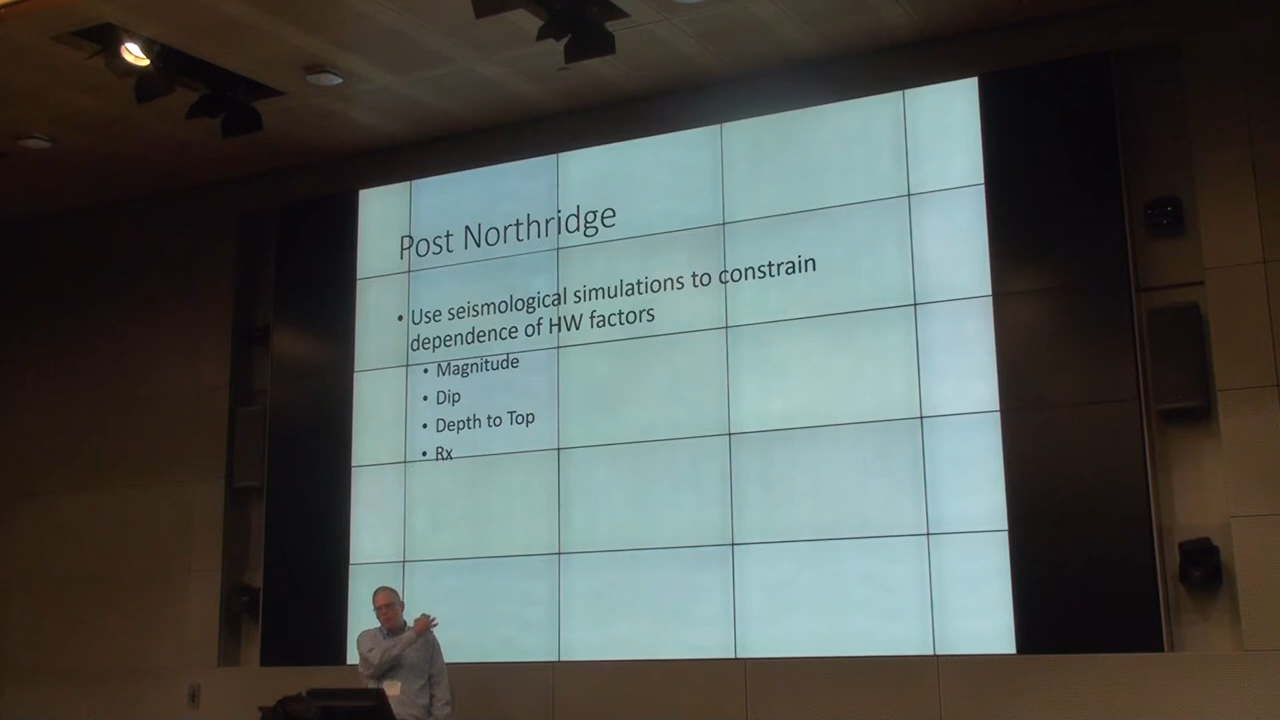 Post Northridge
• Use seismological simulations to constrain
dependence of HW factors
• Magnitude
• Dip
• Depth to Top
• Rx